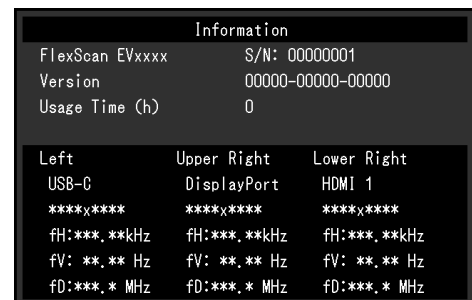 Information
FlexScan EVxxxx S/N: 00000001
Version 00000-00000-00000
Usage Time (h) 0
Left Upper Right Lower Right
USB-C DisplayPort HDMI 1
****x**** ****x**** ****x****
fH:***.**kHz fH:***.**kHz fH:***.**kHz
fV: **.** Hz fV: **.** Hz fV: **.** Hz
fD:***.* MHz fD:***.* MHz fD:***.* MHz